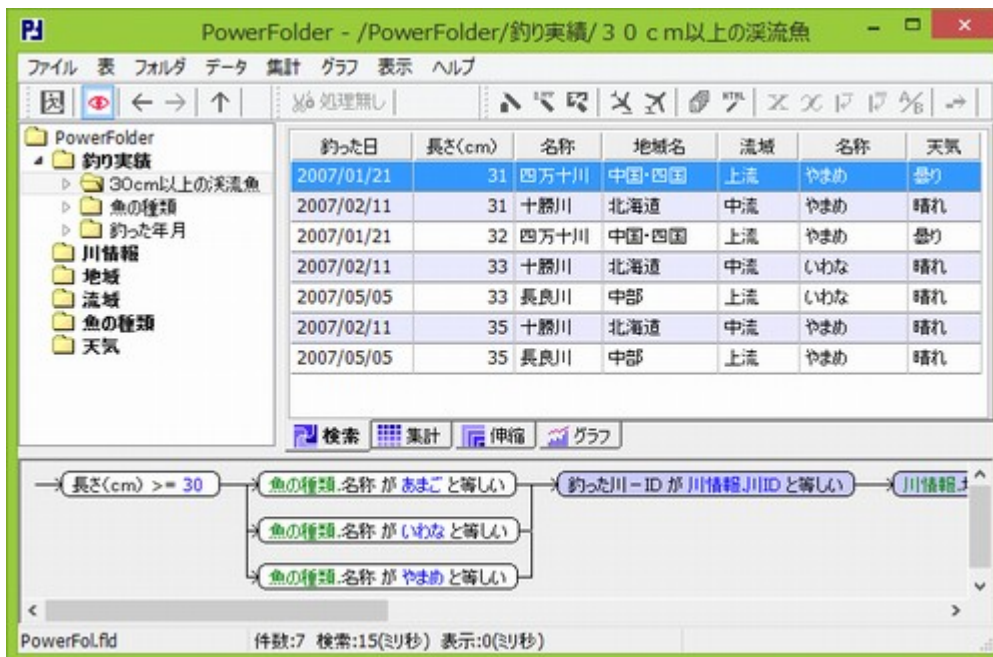 PowerFolder - /PowerFolder/釣り実績/３０ｃｍ以上の渓流魚
ファイル 表 フォルダ データ 集計 グラフ 表示 ヘルプ
処理無し
PowerFolder
釣り実績
30cm以上の渓流魚
魚の種類
釣った年月
川情報
地域
流域
魚の種類
天気
釣った日 長さ(cm) 名称 地域名 流域 名称 天気
2007/01/21 31 四万十川 中国・四国 上流 やまめ 曇り
2007/02/11 31 十勝川 北海道 中流 やまめ 晴れ
2007/01/21 32 四万十川 中国・四国 上流 やまめ 曇り
2007/02/11 33 十勝川 北海道 中流 いわな 晴れ
2007/05/05 33 長良川 中部 上流 いわな 晴れ
2007/02/11 35 十勝川 北海道 中流 やまめ 晴れ
2007/05/05 35 長良川 中部 上流 やまめ 晴れ
検索 集計 伸縮 グラフ
長さ(cm) >= 30 魚の種類.名称 が あまご と等しい 釣った川－ID が 川情報.川ID と等しい 川情報.
魚の種類.名称 が いわな と等しい
魚の種類.名称 が やまめ と等しい
PowerFol.fld 件数:7 検索:15(ミリ秒) 表示:0(ミリ秒)